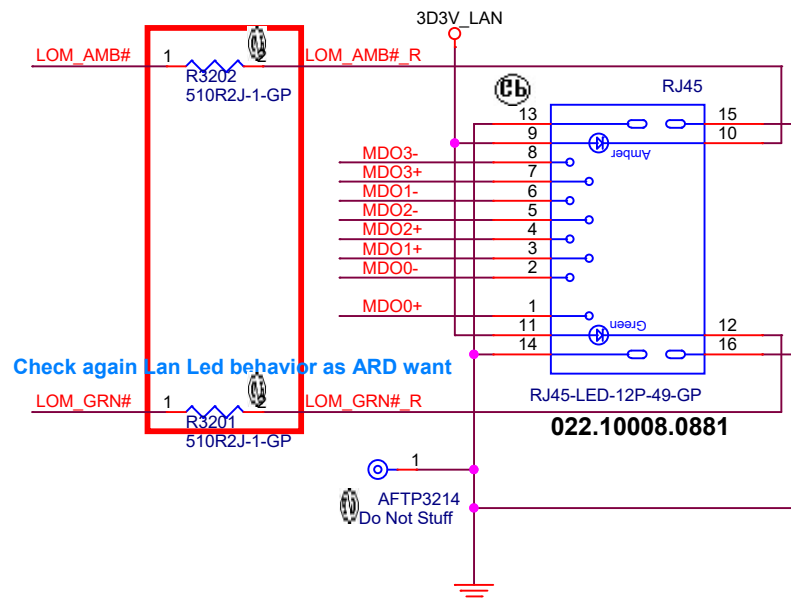 3D3V_LAN
LOM_AMB# 1 2 LOM_AMB#_R
R3202
510R2J-1-GP
RJ45
13 15
9 10
Amber
MDO3- 8
MDO3+ 7
MDO1- 6
MDO2- 5
MDO2+ 4
MDO1+ 3
MDO0- 2
MDO0+ 1
11 12
Green
14 16
Check again Lan Led behavior as ARD want
RJ45-LED-12P-49-GP
022.10008.0881
LOM_GRN# 1 2 LOM_GRN#_R
R3201
510R2J-1-GP
1
AFTP3214
Do Not Stuff